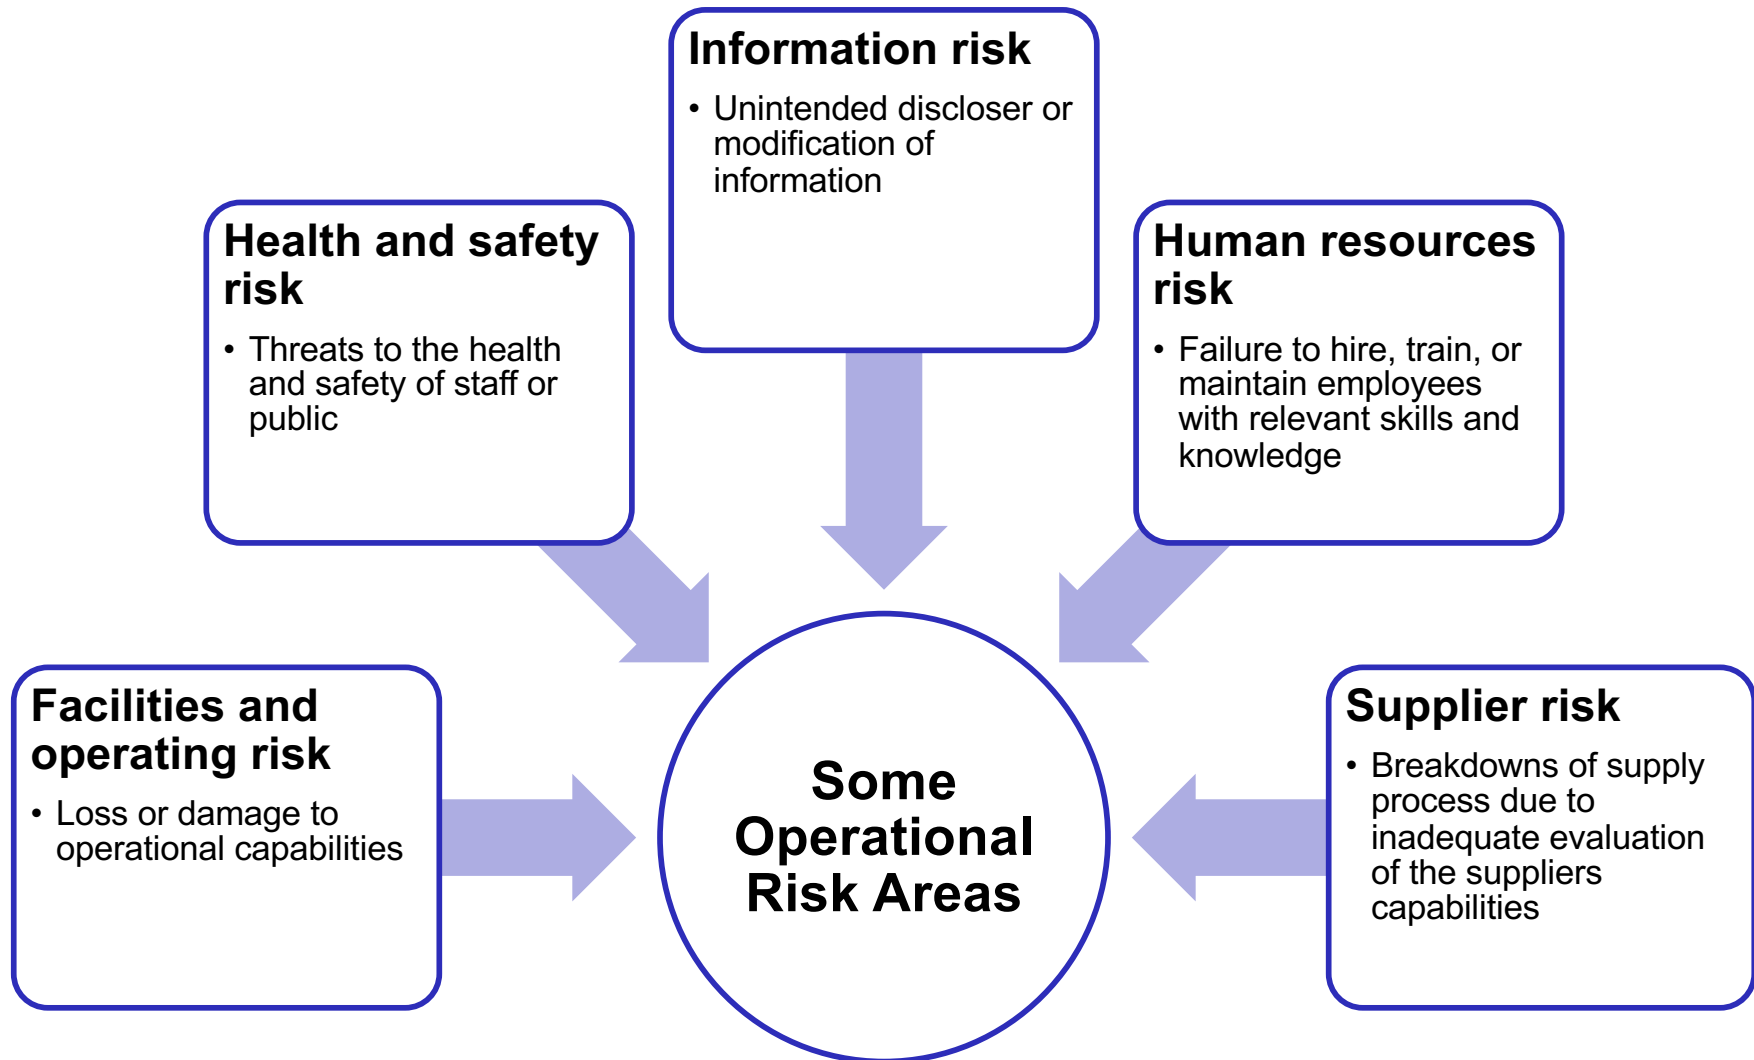 Information risk
• Unintended discloser or
modification of
information
Health and safety
risk
• Threats to the health
and safety of staff or
public
Human resources
risk
• Failure to hire, train, or
maintain employees
with relevant skills and
knowledge
Facilities and
operating risk
• Loss or damage to
operational capabilities
Some
Operational
Risk Areas
Supplier risk
• Breakdowns of supply
process due to
inadequate evaluation
of the suppliers
capabilities